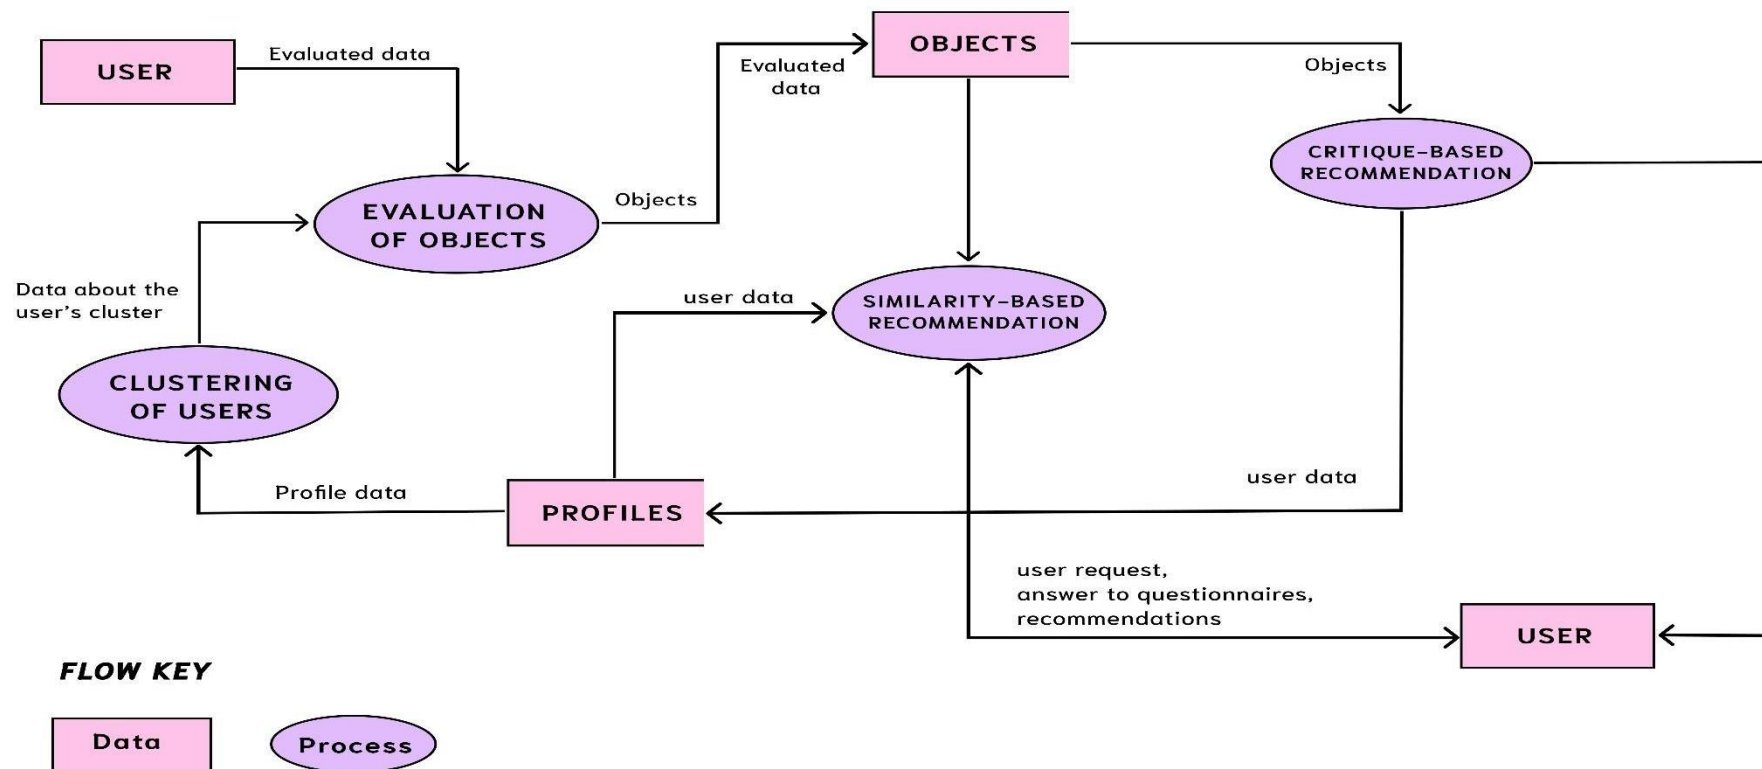 USER
Evaluated data
OBJECTS
Evaluated
data
Objects
CRITIQUE-BASED
RECOMMENDATION
EVALUATION
OF OBJECTS
Objects
Data about the
user's cluster
user data
SIMILARITY-BASED
RECOMMENDATION
CLUSTERING
OF USERS
Profile data
PROFILES
user data
user request,
answer to questionnaires,
recommendations
USER
FLOW KEY
Data
Process